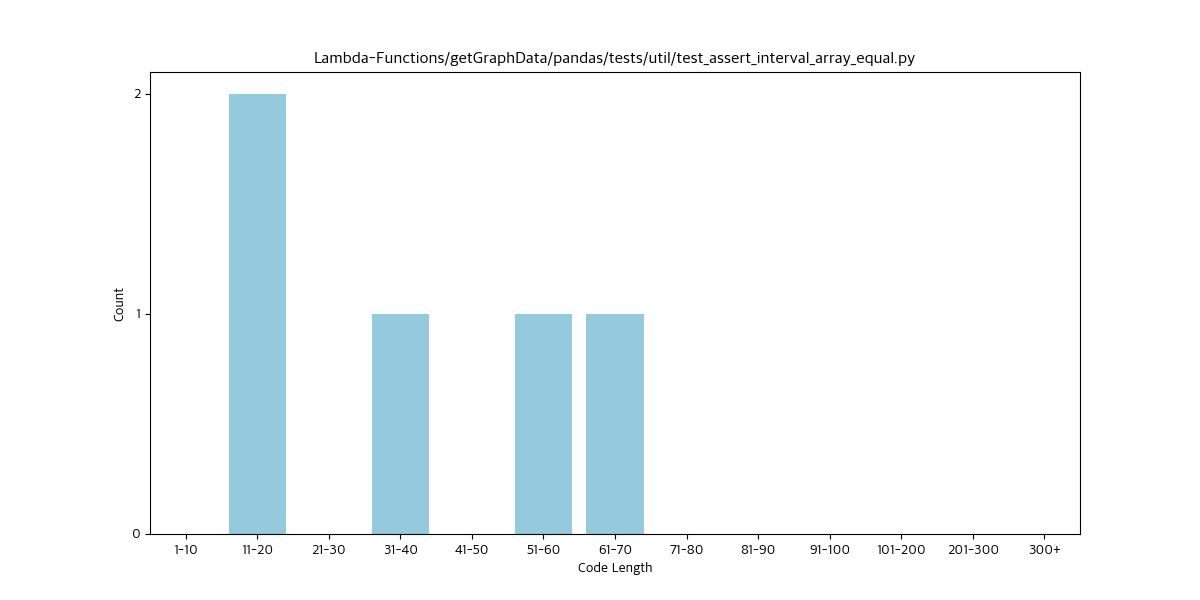 Lambda-Functions/getGraphData/pandas/tests/util/test_assert_interval_array_equal.py
2
1
0
Count
1-10 11-20 21-30 31-40 41-50 51-60 61-70 71-80 81-90 91-100 101-200 201-300 300+
Code Length